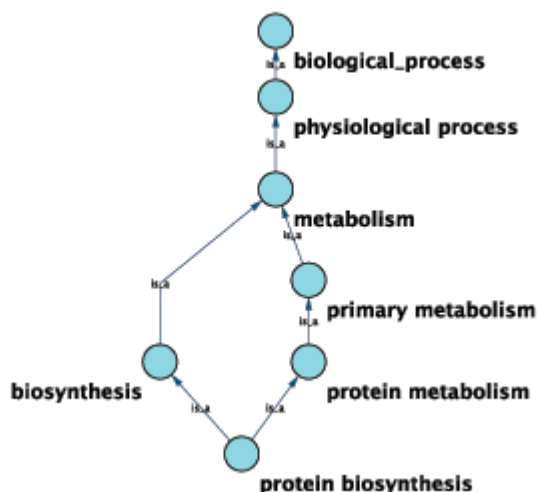 is_a
biological_process
physiological process
is_a
metabolism
is_a
is_a
primary metabolism
is_a
biosynthesis
protein metabolism
is_a
is_a
protein biosynthesis